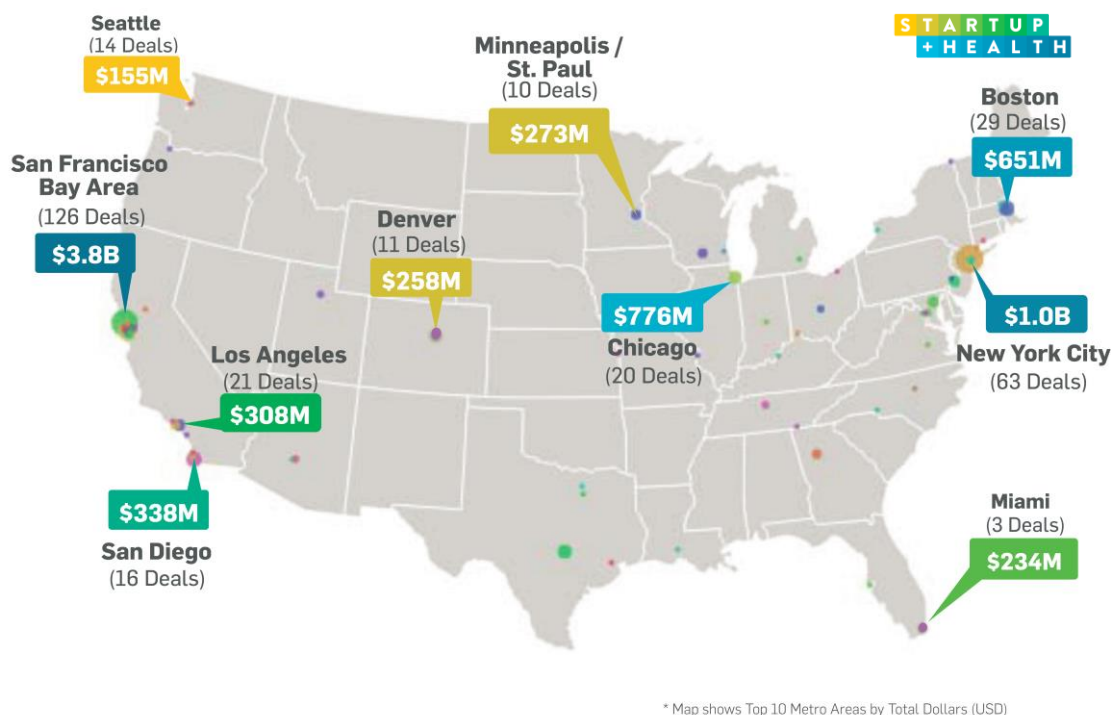 Seattle
(14 Deals)
$155M
Minneapolis /
St. Paul
(10 Deals)
$273M
STARTUP
+HEALTH
Boston
(29 Deals)
$651M
San Francisco
Bay Area
(126 Deals)
$3.8B
Denver
(11 Deals)
$258M
$776M
Chicago
(20 Deals)
$1.0B
New York City
(63 Deals)
Los Angeles
(21 Deals)
$308M
$338M
San Diego
(16 Deals)
Miami
(3 Deals)
$234M
* Map shows Top 10 Metro Areas by Total Dollars (USD)